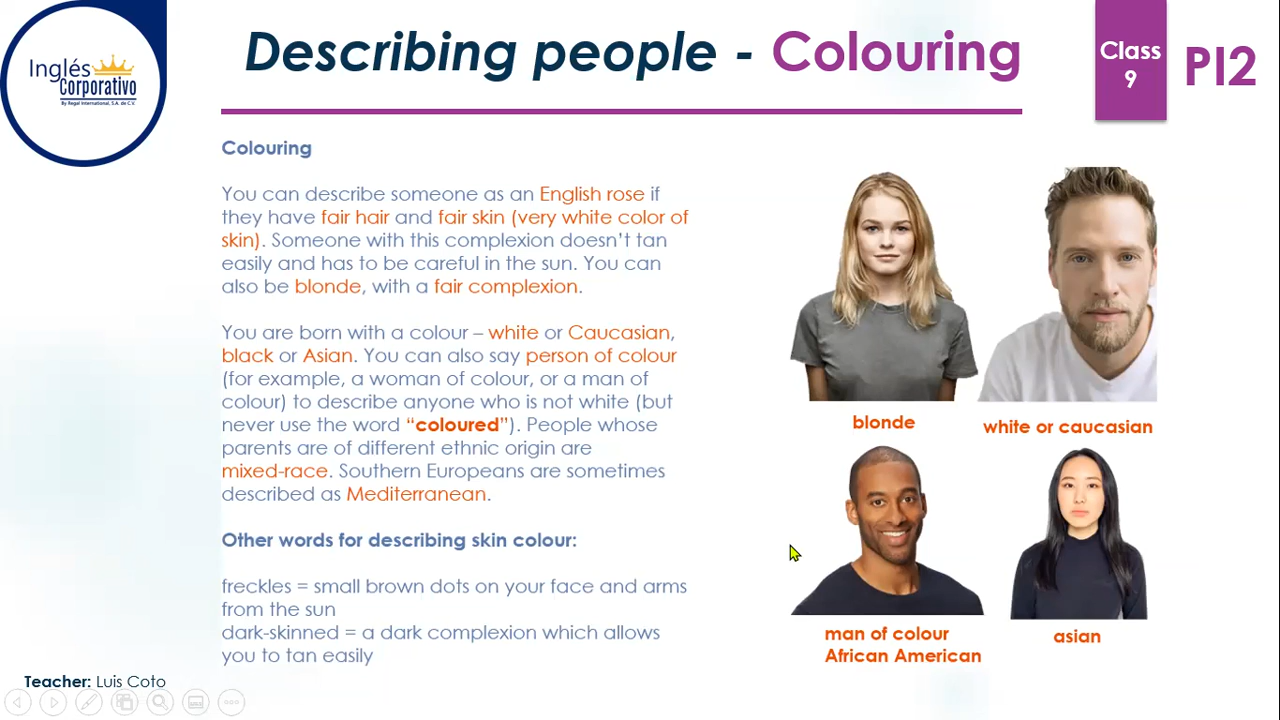 Inglés
Corporativo
By Regal International, S.A. de C.V.
Describing people - Colouring
Class
9
PI2
Colouring
You can describe someone as an English rose if
they have fair hair and fair skin (very white color of
skin). Someone with this complexion doesn't tan
easily and has to be careful in the sun. You can
also be blonde, with a fair complexion.
You are born with a colour – white or Caucasian,
black or Asian. You can also say person of colour
(for example, a woman of colour, or a man of
colour) to describe anyone who is not white (but
never use the word “coloured”). People whose
parents are of different ethnic origin are
mixed-race. Southern Europeans are sometimes
described as Mediterranean.
Other words for describing skin colour:
freckles = small brown dots on your face and arms
from the sun
dark-skinned = a dark complexion which allows
you to tan easily
blonde
white or caucasian
man of colour
African American
asian
Teacher: Luis Coto